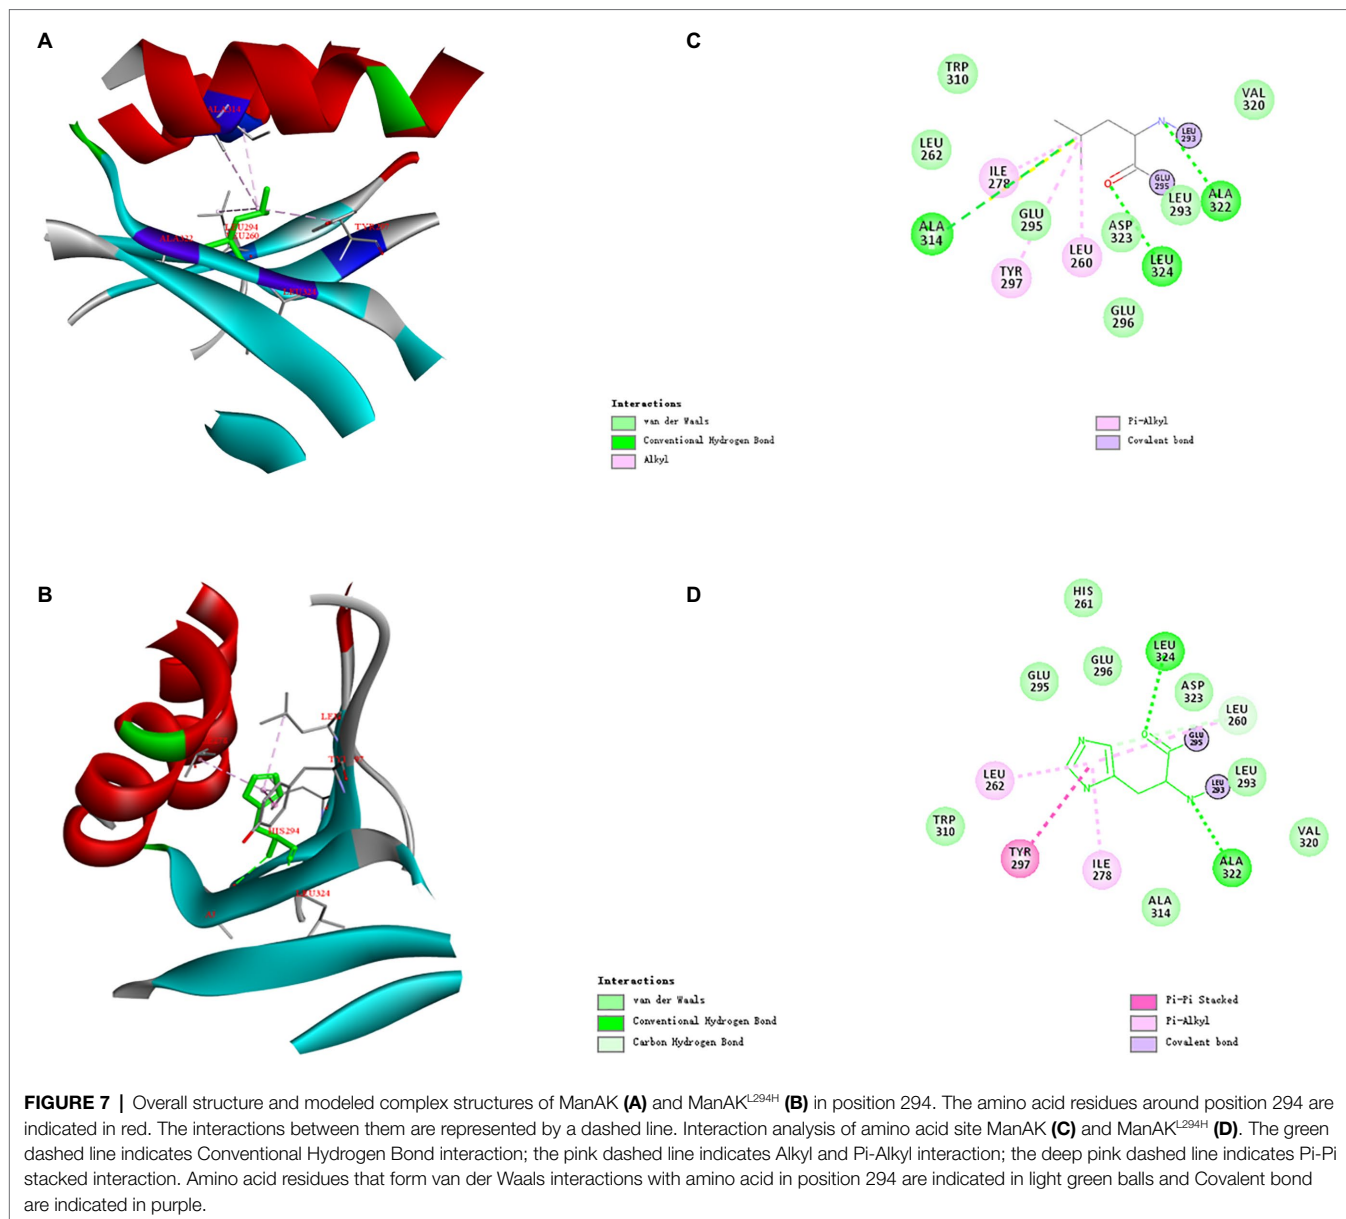 A
ALA314
LEU294
LEU260
ALA322
LEU324
C
TRP
310
VAL
320
LEU
262
LEU
293
ILE
278
GLU
295
LEU
293
ALA
322
GLU
295
ALA
314
ASP
323
LEU
260
LEU
324
TYR
297
GLU
296
N
O
Interactions
van der Waals
Conventional Hydrogen Bond
Alkyl
Pi-Alkyl
Covalent bond
B
HIS294
D
HIS
261
LEU
324
GLU
296
GLU
295
ASP
323
LEU
260
GLU
295
LEU
293
LEU
293
LEU
262
TRP
310
TYR
297
ILE
278
ALA
322
VAL
320
ALA
314
N
N
O
N
Interactions
van der Waals
Conventional Hydrogen Bond
Carbon Hydrogen Bond
Pi-Pi Stacked
Pi-Alkyl
Covalent bond
FIGURE 7 | Overall structure and modeled complex structures of ManAK (A) and ManAK^L294H (B) in position 294. The amino acid residues around position 294 are
indicated in red. The interactions between them are represented by a dashed line. Interaction analysis of amino acid site ManAK (C) and ManAK^L294H (D). The green
dashed line indicates Conventional Hydrogen Bond interaction; the pink dashed line indicates Alkyl and Pi-Alkyl interaction; the deep pink dashed line indicates Pi-Pi
stacked interaction. Amino acid residues that form van der Waals interactions with amino acid in position 294 are indicated in light green balls and Covalent bond
are indicated in purple.